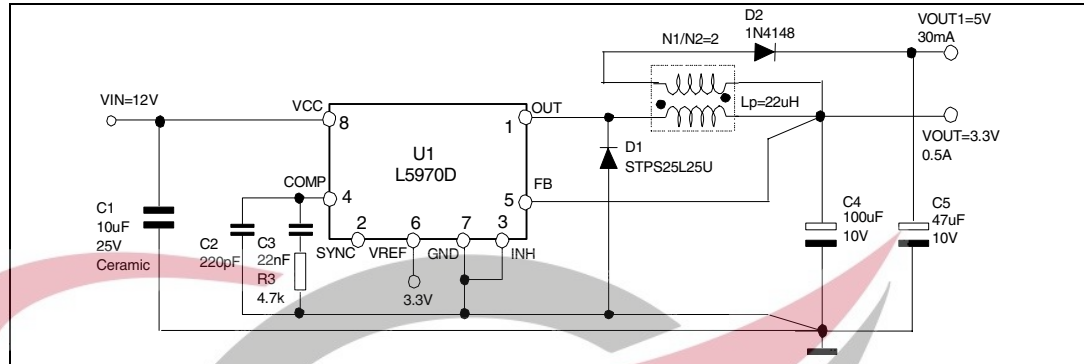 D2
1N4148
VOUT1=5V
30mA
N1/N2=2
VIN=12V
VCC
8
OUT
1
Lp=22uH
VOUT=3.3V
0.5A
U1
L5970D
D1
STPS25L25U
COMP
4
FB
5
C1
10uF
25V
Ceramic
C2
220pF
C3
22nF
R3
4.7k
2
SYNC
6
VREF
7
GND
3
INH
3.3V
C4
100uF
10V
C5
47uF
10V